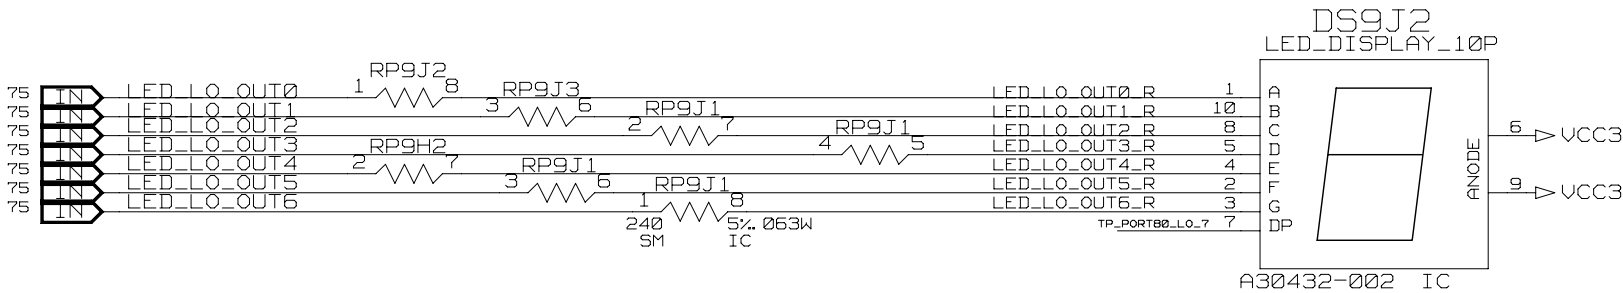 DS9J2
LED_DISPLAY_10P
RP9J2
75 IN LED_LO_OUT0 1 8 LED_LO_OUT0_R 1 A
RP9J3
75 IN LED_LO_OUT1 3 6 LED_LO_OUT1_R 10 B
RP9J1
75 IN LED_LO_OUT2 2 7 LED_LO_OUT2_R 8 C 6 VCC3
RP9J1
75 IN LED_LO_OUT3 4 5 LED_LO_OUT3_R 5 D
RP9H2
75 IN LED_LO_OUT4 2 7 LED_LO_OUT4_R 4 E
RP9J1
75 IN LED_LO_OUT5 3 6 LED_LO_OUT5_R 2 F ANODE 9 VCC3
RP9J1
75 IN LED_LO_OUT6 1 8 LED_LO_OUT6_R 3 G
240 5% .063W TP_PORT80_LO_7 7 DP
SM IC
A30432-002 IC